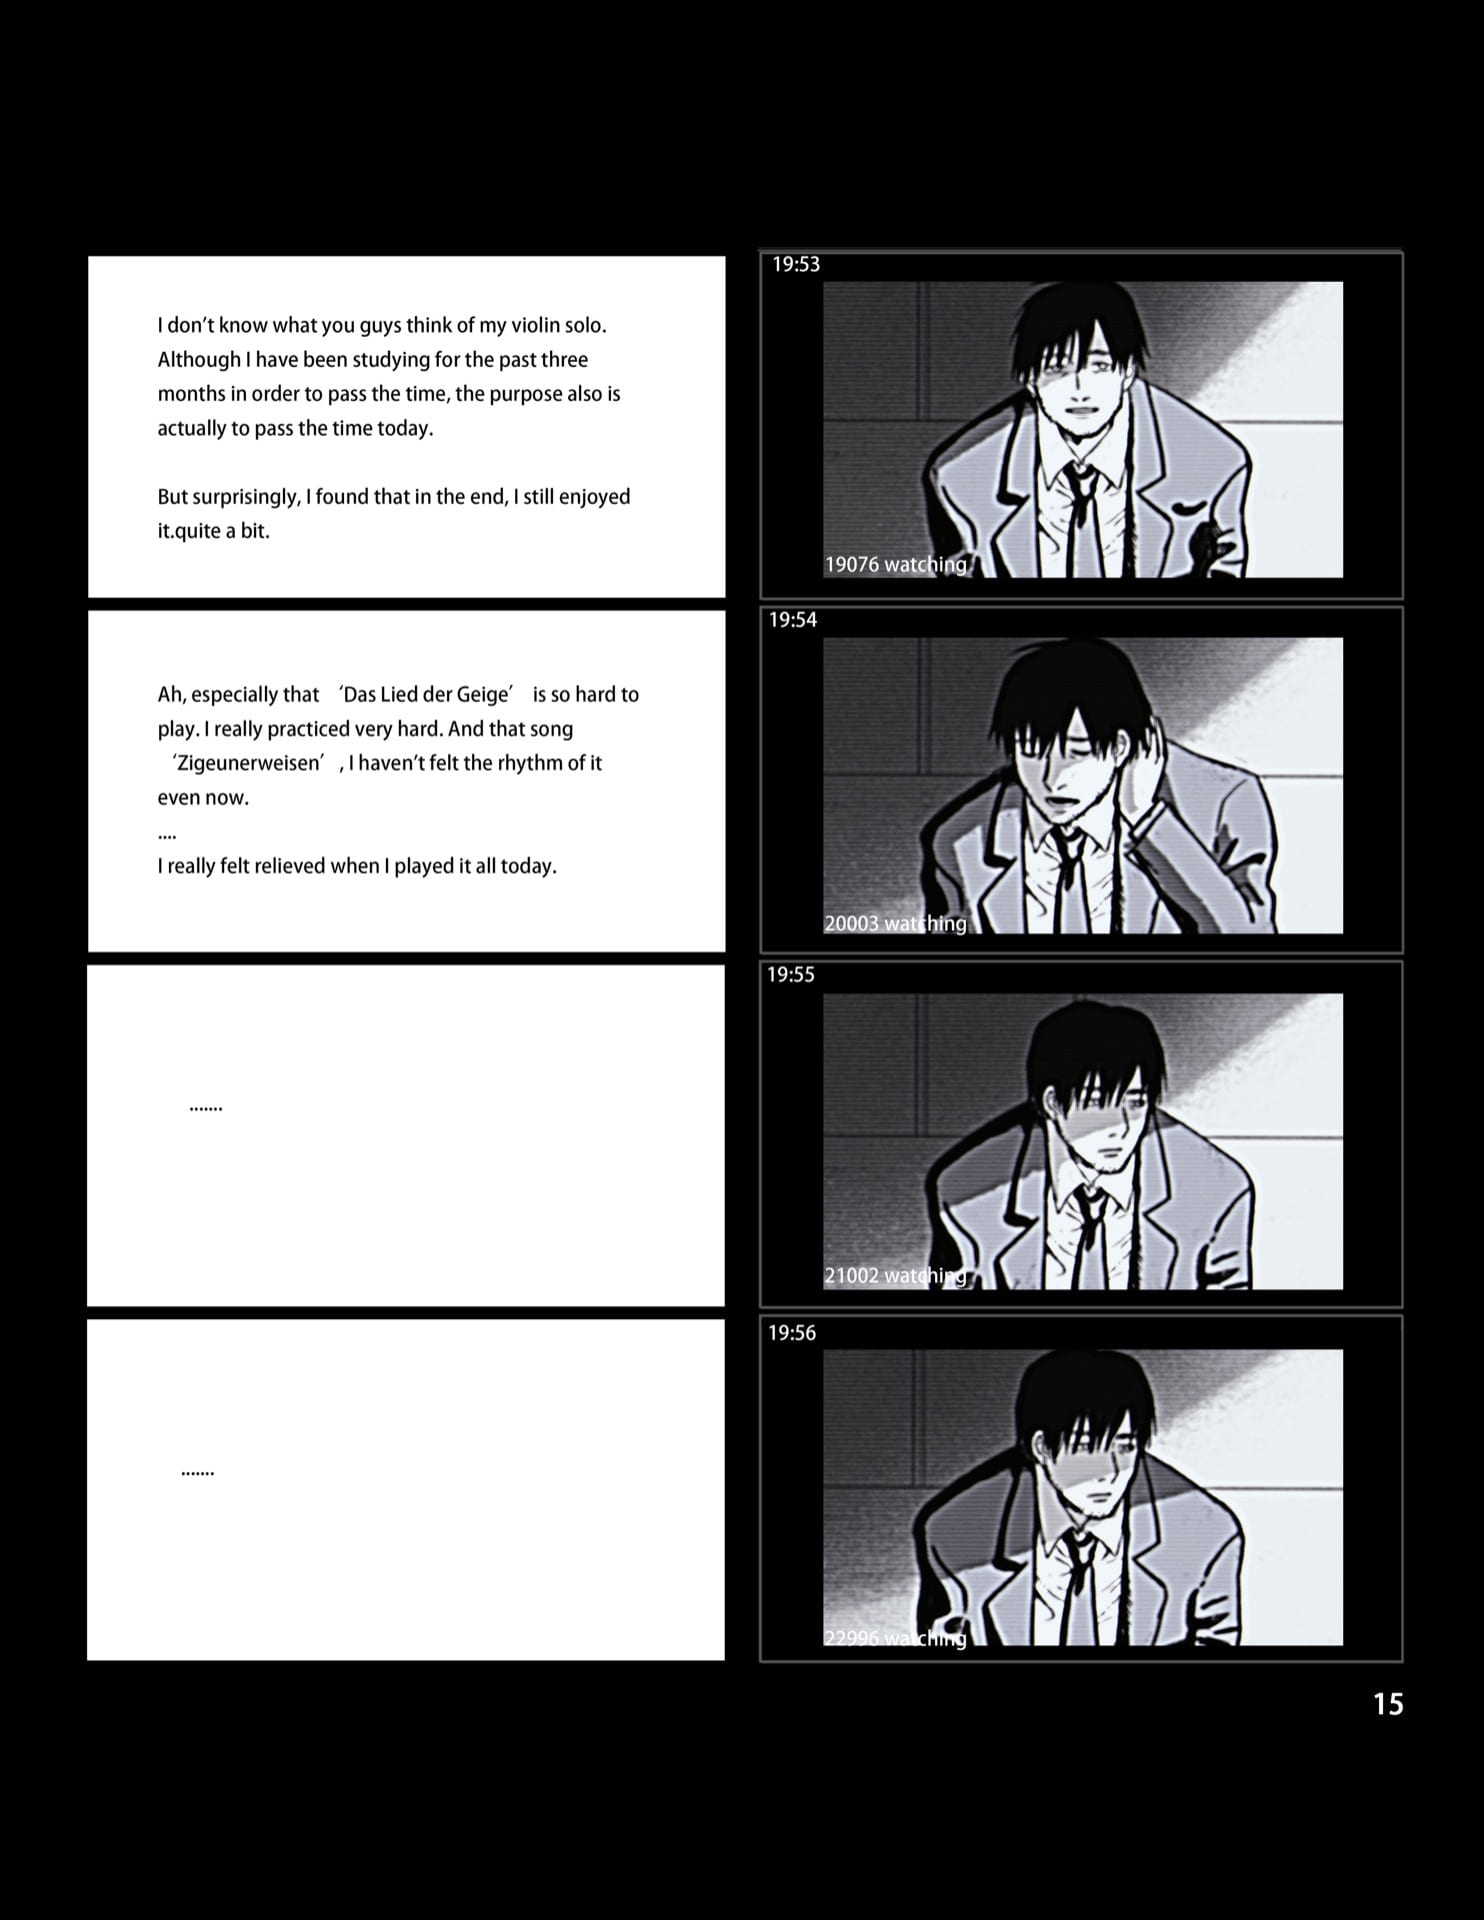 I don't know what you guys think of my violin solo.
Although I have been studying for the past three
months in order to pass the time, the purpose also is
actually to pass the time today.
But surprisingly, I found that in the end, I still enjoyed
it.quite a bit.
19:53
19076 watching
Ah, especially that ‘Das Lied der Geige’ is so hard to
play. I really practiced very hard. And that song
‘Zigeunerweisen’, I haven't felt the rhythm of it
even now.
....
I really felt relieved when I played it all today.
19:54
20003 watching
.......
19:55
21002 watching
.......
19:56
22996 watching
15